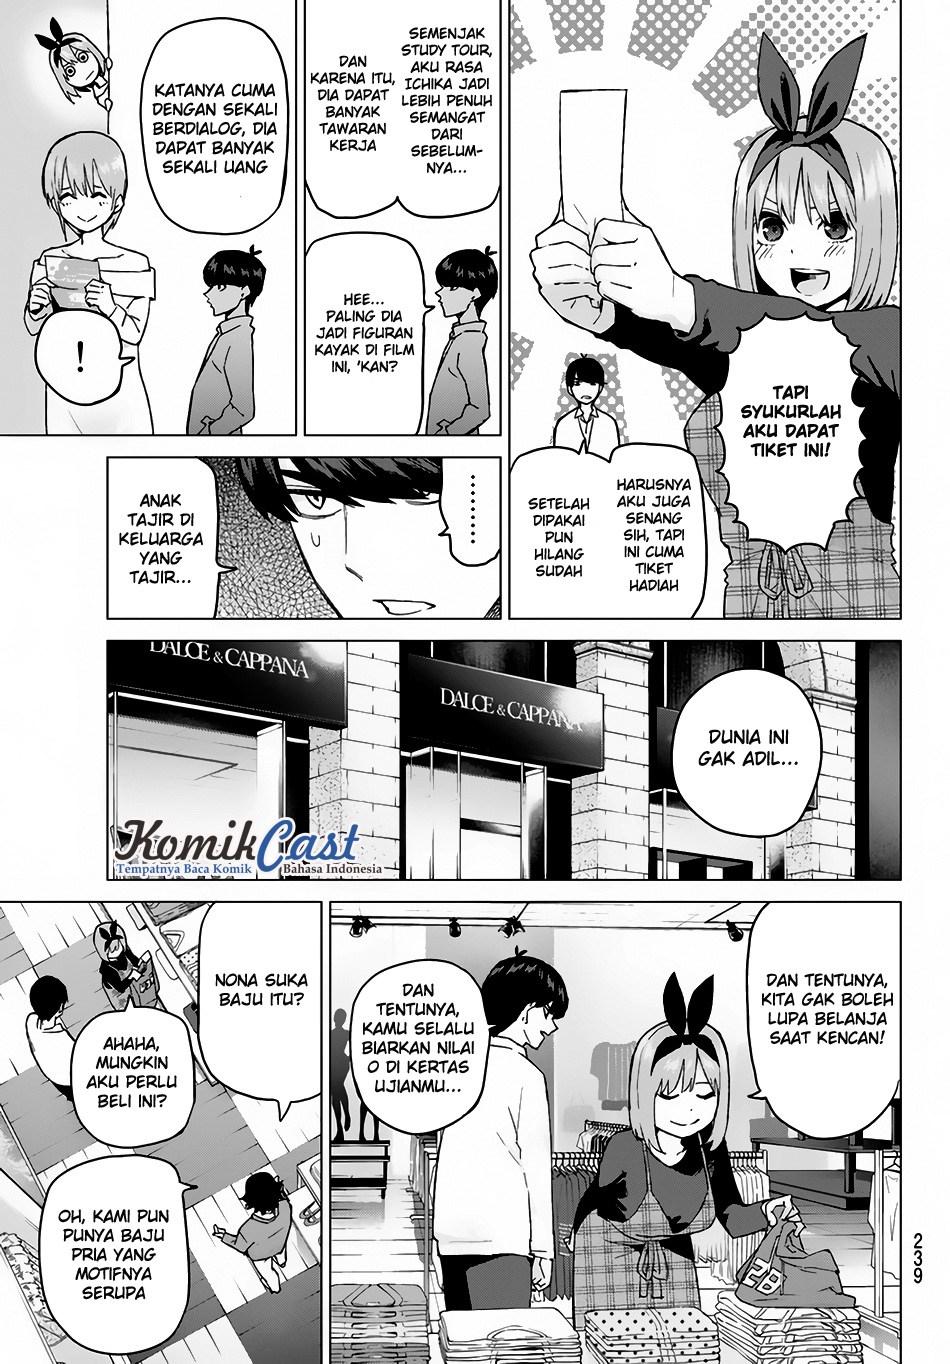 TAPI
SYUKURLAH
AKU DAPAT
TIKET INI!
HARUSNYA
AKU JUGA
SENANG
SIH, TAPI
INI CUMA
TIKET
HADIAH
SETELAH
DIPAKAI
PUN
HILANG
SUDAH
SEMENJAK
STUDY TOUR,
AKU RASA
ICHIKA JADI
LEBIH PENUH
SEMANGAT
DARI
SEBELUM-
NYA...
DAN
KARENA ITU,
DIA DAPAT
BANYAK
TAWARAN
KERJA
HEE...
PALING DIA
JADI FIGURAN
KAYAK DI FILM
INI, 'KAN?
KATANYA CUMA
DENGAN SEKALI
BERDIALOG, DIA
DAPAT BANYAK
SEKALI UANG
!
........
ANAK
TAJIR DI
KELUARGA
YANG
TAJIR...
DALCE & CAPPANA
DALCE & CAPPANA
DUNIA INI
GAK ADIL...
KomikCast
Tempatnya Baca Komik Bahasa Indonesia
DAN TENTUNYA,
KITA GAK BOLEH
LUPA BELANJA
SAAT KENCAN!
DAN
TENTUNYA,
KAMU SELALU
BIARKAN NILAI
O DI KERTAS
UJIANMU...
28
NONA SUKA
BAJU ITU?
AHAHA,
MUNGKIN
AKU PERLU
BELI INI?
OH, KAMI PUN
PUNYA BAJU
PRIA YANG
MOTIFNYA
SERUPA
239